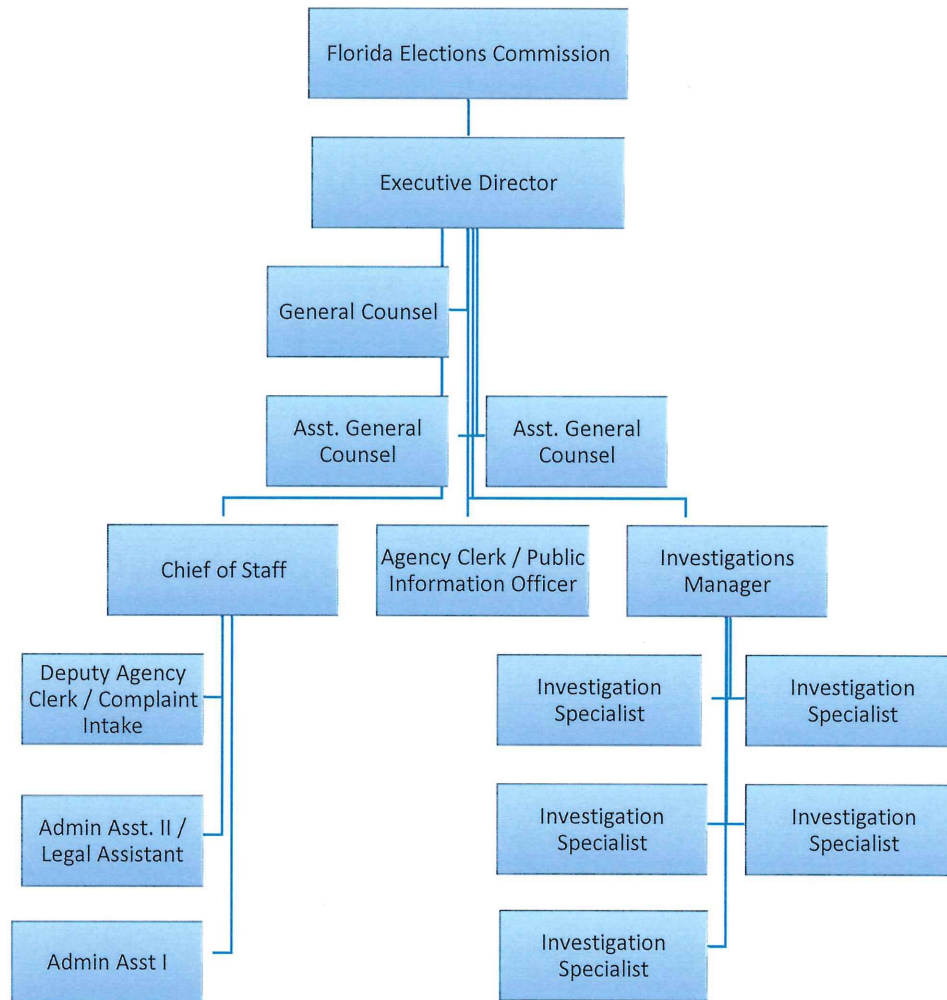 Florida Elections Commission
Executive Director
General Counsel
Asst. General
Counsel
Asst. General
Counsel
Chief of Staff
Agency Clerk / Public
Information Officer
Investigations
Manager
Deputy Agency
Clerk / Complaint
Intake
Investigation
Specialist
Investigation
Specialist
Admin Asst. II /
Legal Assistant
Investigation
Specialist
Investigation
Specialist
Admin Asst I
Investigation
Specialist